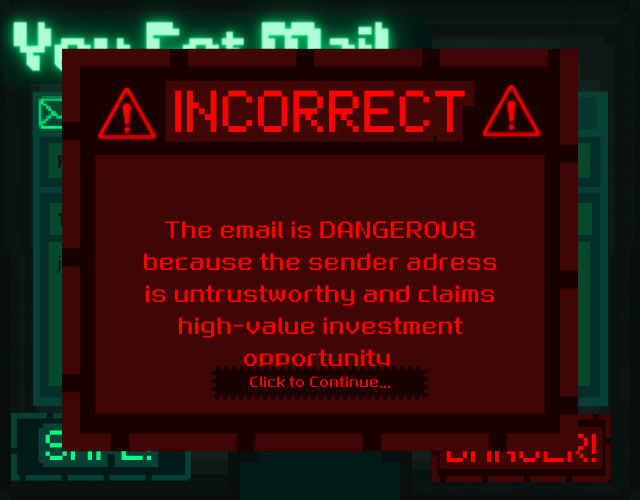 You Got Mail
INCORRECT
The email is DANGEROUS
because the sender adress
is untrustworthy and claims
high-value investment
opportunity
Click to Continue...
SAFE!
DANGER!